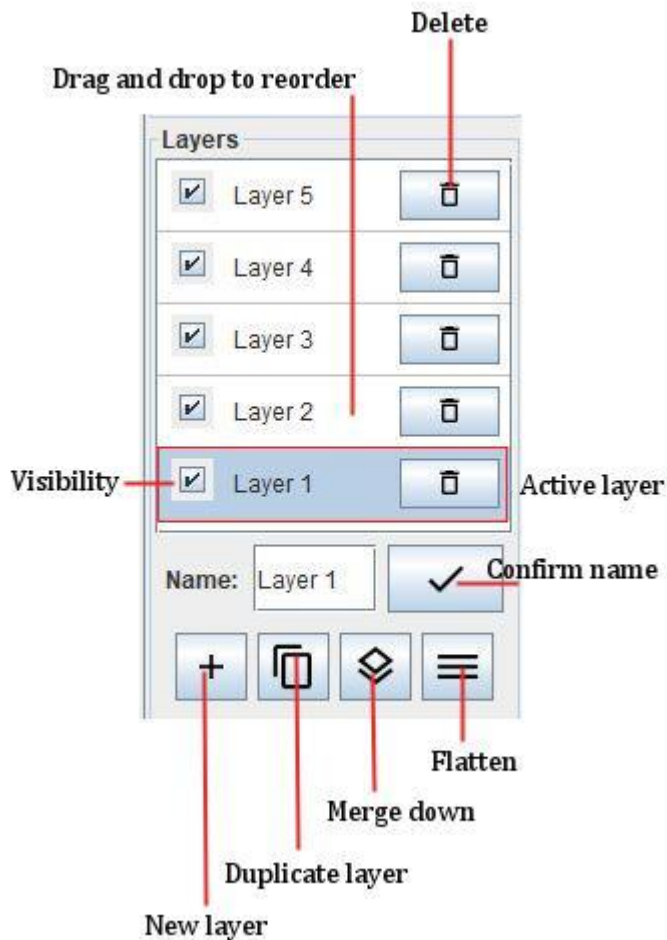 Delete
Drag and drop to reorder
Layers
Layer 5
Layer 4
Layer 3
Layer 2
Visibility
Layer 1
Active layer
Name:
Layer 1
Confirm name
Flatten
Merge down
Duplicate layer
New layer